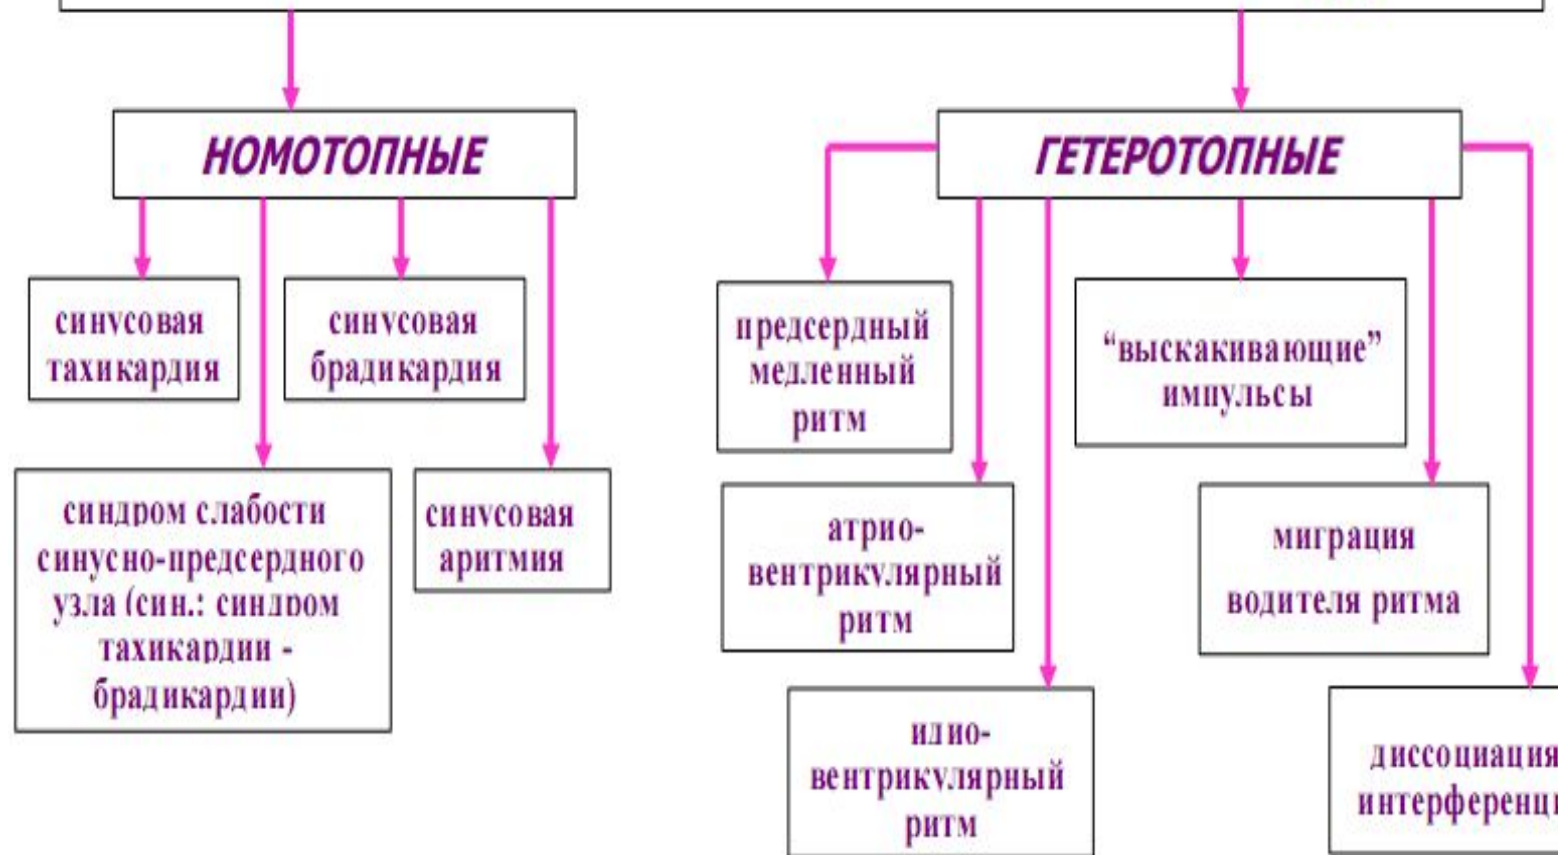 НОМОТОПНЫЕ
ГЕТЕРОТОПНЫЕ
синусовая
тахикардия
синусовая
брадикардия
синдром слабости
синусно-предсердного
узла (син.: синдром
тахикардии -
брадикардии)
синусовая
аритмия
предсердный
медленный
ритм
“выскакивающие”
импульсы
атрио-
вентрикулярный
ритм
миграция
водителя ритма
идио-
вентрикулярный
ритм
диссоциация